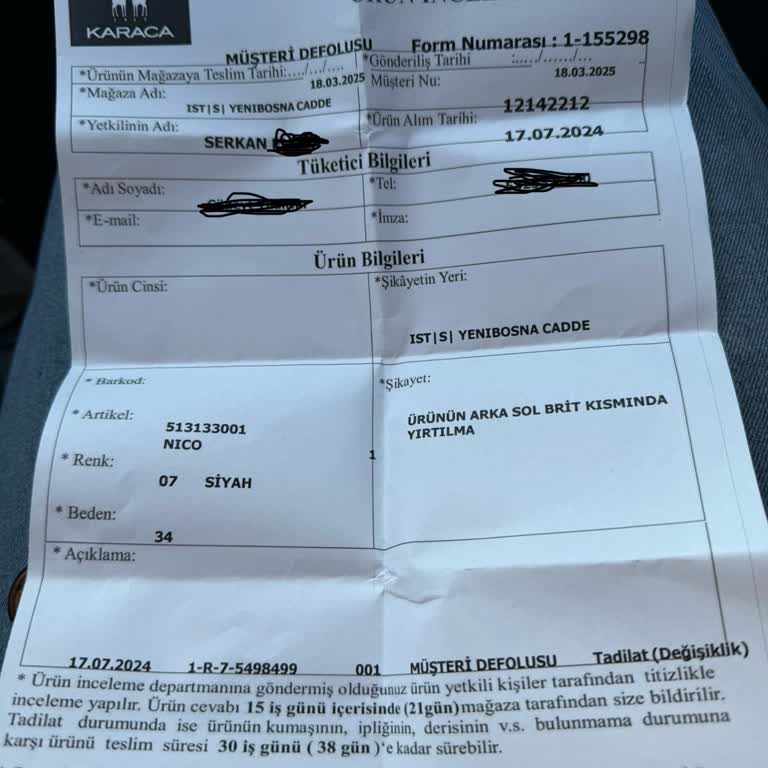 KARACA
MÜŞTERİ DEFOLUSU Form Numarası : 1-155298
*Ürünün Mağazaya Teslim Tarihi:..../.../.... 18.03.2025 *Gönderiliş Tarihi :...../....../.... 18.03.2025
*Mağaza Adı: IST|S| YENIBOSNA CADDE Müşteri Nu: 12142212
*Yetkilinin Adı: SERKAN *Ürün Alım Tarihi: 17.07.2024
Tüketici Bilgileri
*Adı Soyadı: *Tel:
*E-mail: *İmza:
Ürün Bilgileri
*Ürün Cinsi: *Şikâyetin Yeri:
IST|S| YENIBOSNA CADDE
* Barkod: *Şikayet:
* Artikel: 513133001 ÜRÜNÜN ARKA SOL BRİT KISMINDA
NICO YIRTILMA
* Renk: 1
07 SİYAH
* Beden:
34
* Açıklama:
17.07.2024 1-R-7-5498499 001 MÜŞTERİ DEFOLUSU Tadilat (Değişiklik)
* Ürün inceleme departmanına göndermiş olduğunuz ürün yetkili kişiler tarafından titizlikle
inceleme yapılır. Ürün cevabı 15 iş günü içerisinde (21gün) mağaza tarafından size bildirilir.
Tadilat durumunda ise ürünün kumaşının, ipliğinin, derisinin v.s. bulunmama durumuna
karşı ürünü teslim süresi 30 iş günü ( 38 gün )'e kadar sürebilir.